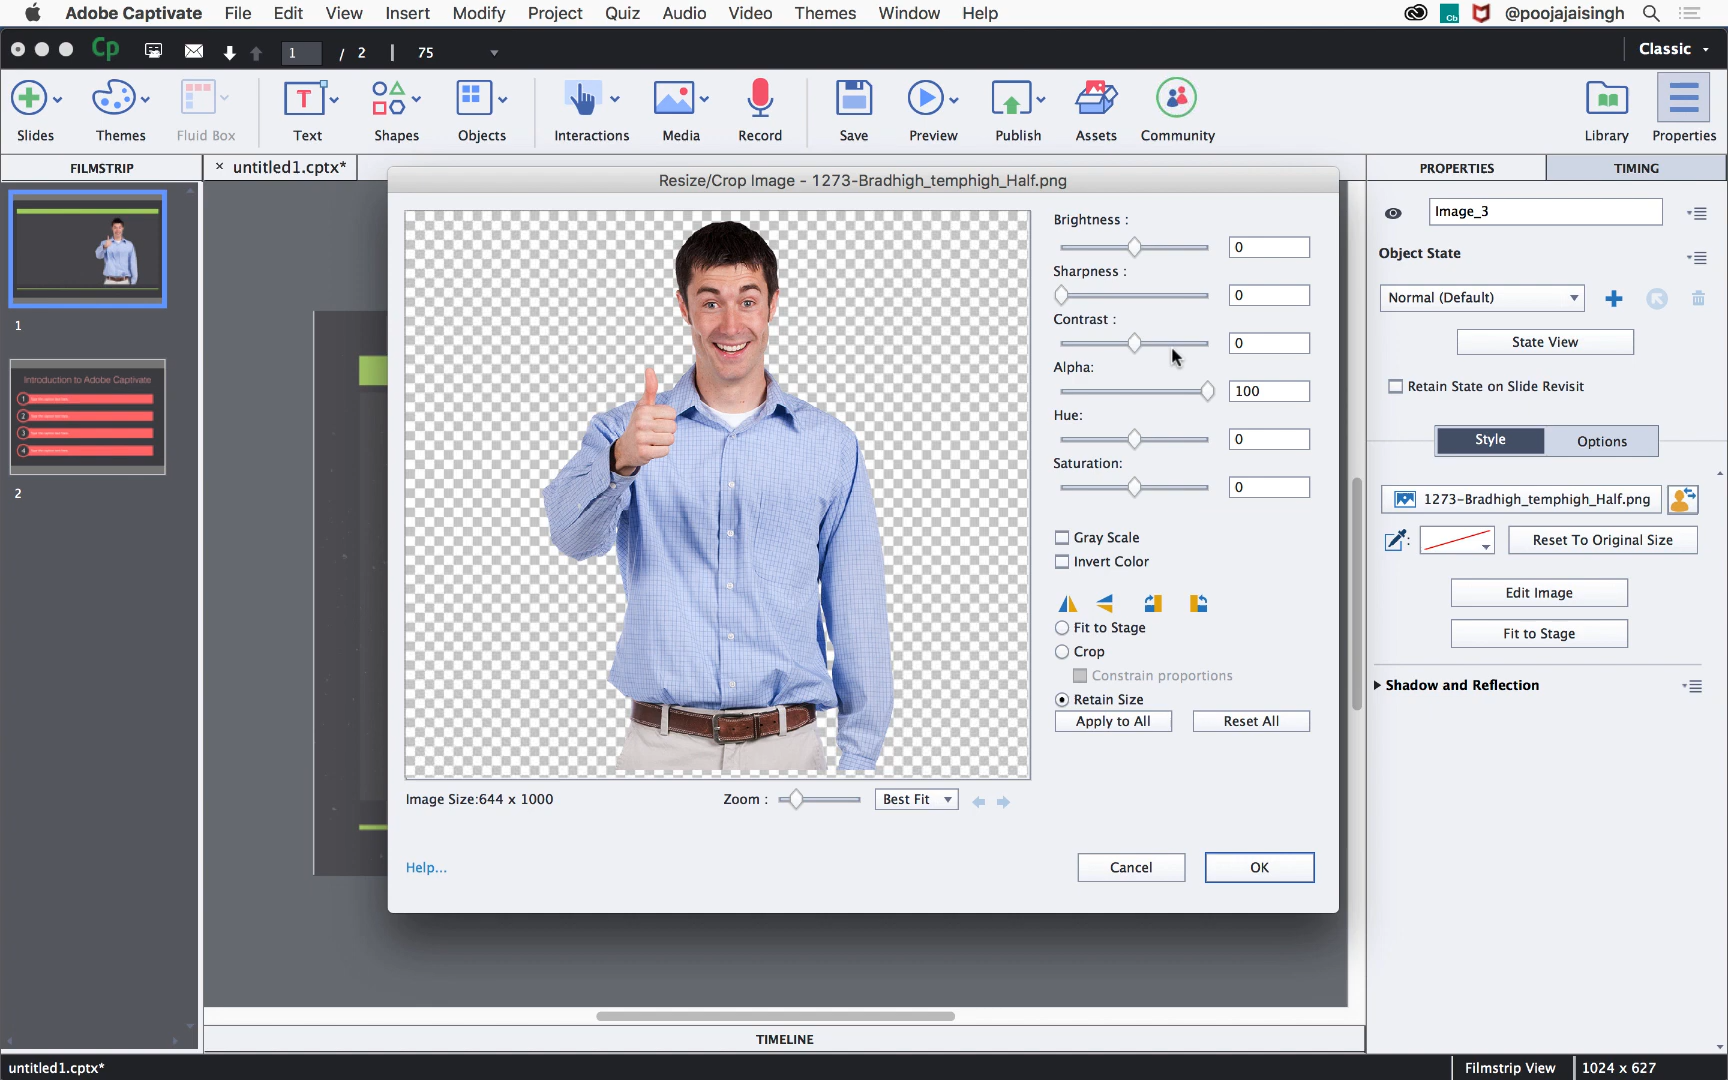 Adobe Captivate File Edit View Insert Modify Project Quiz Audio Video Themes Window Help Cb @poojajaisingh
Cp 1 / 2 | 75 Classic
Slides Themes Fluid Box Text Shapes Objects Interactions Media Record Save Preview Publish Assets Community Library Properties
FILMSTRIP × untitled1.cptx* PROPERTIES TIMING
Resize/Crop Image - 1273-Bradhigh_temphigh_Half.png
Image_3
Brightness :
0
Object State
Sharpness :
0
Normal (Default)
1
Contrast :
0
State View
Alpha:
100
Retain State on Slide Revisit
Introduction to Adobe Captivate
1
2
3
4
Hue:
0
Style Options
Saturation:
0
2
1273-Bradhigh_temphigh_Half.png
Gray Scale
Reset To Original Size
Invert Color
Edit Image
Fit to Stage
Fit to Stage
Crop
Constrain proportions
Shadow and Reflection
Retain Size
Apply to All Reset All
Image Size:644 x 1000 Zoom : Best Fit
Help... Cancel OK
TIMELINE
untitled1.cptx* Filmstrip View 1024 x 627